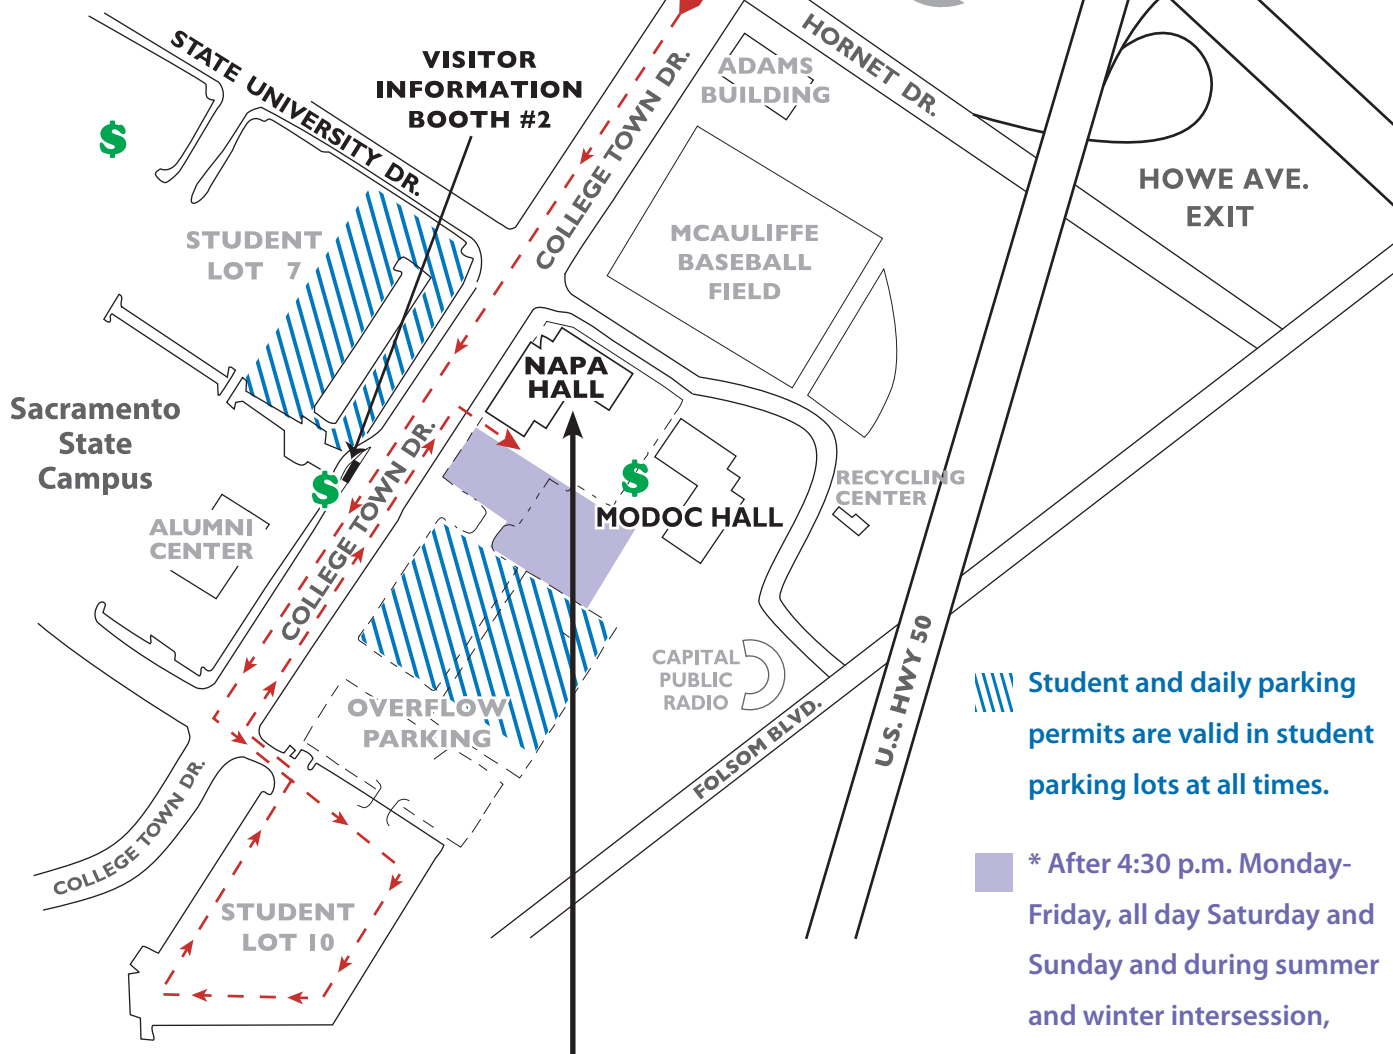 STATE UNIVERSITY DR.
VISITOR
INFORMATION
BOOTH #2
COLLEGE TOWN DR.
ADAMS
BUILDING
HORNET DR.
HOWE AVE.
EXIT
$
STUDENT
LOT 7
MCAULIFFE
BASEBALL
FIELD
NAPA
HALL
Sacramento
State
Campus
$
$
MODOC HALL
RECYCLING
CENTER
ALUMNI
CENTER
COLLEGE TOWN DR.
CAPITAL
PUBLIC
RADIO
U.S. HWY 50
FOLSOM BLVD.
OVERFLOW
PARKING
COLLEGE TOWN DR.
STUDENT
LOT 10
Student and daily parking
permits are valid in student
parking lots at all times.
* After 4:30 p.m. Monday-
Friday, all day Saturday and
Sunday and during summer
and winter intersession,